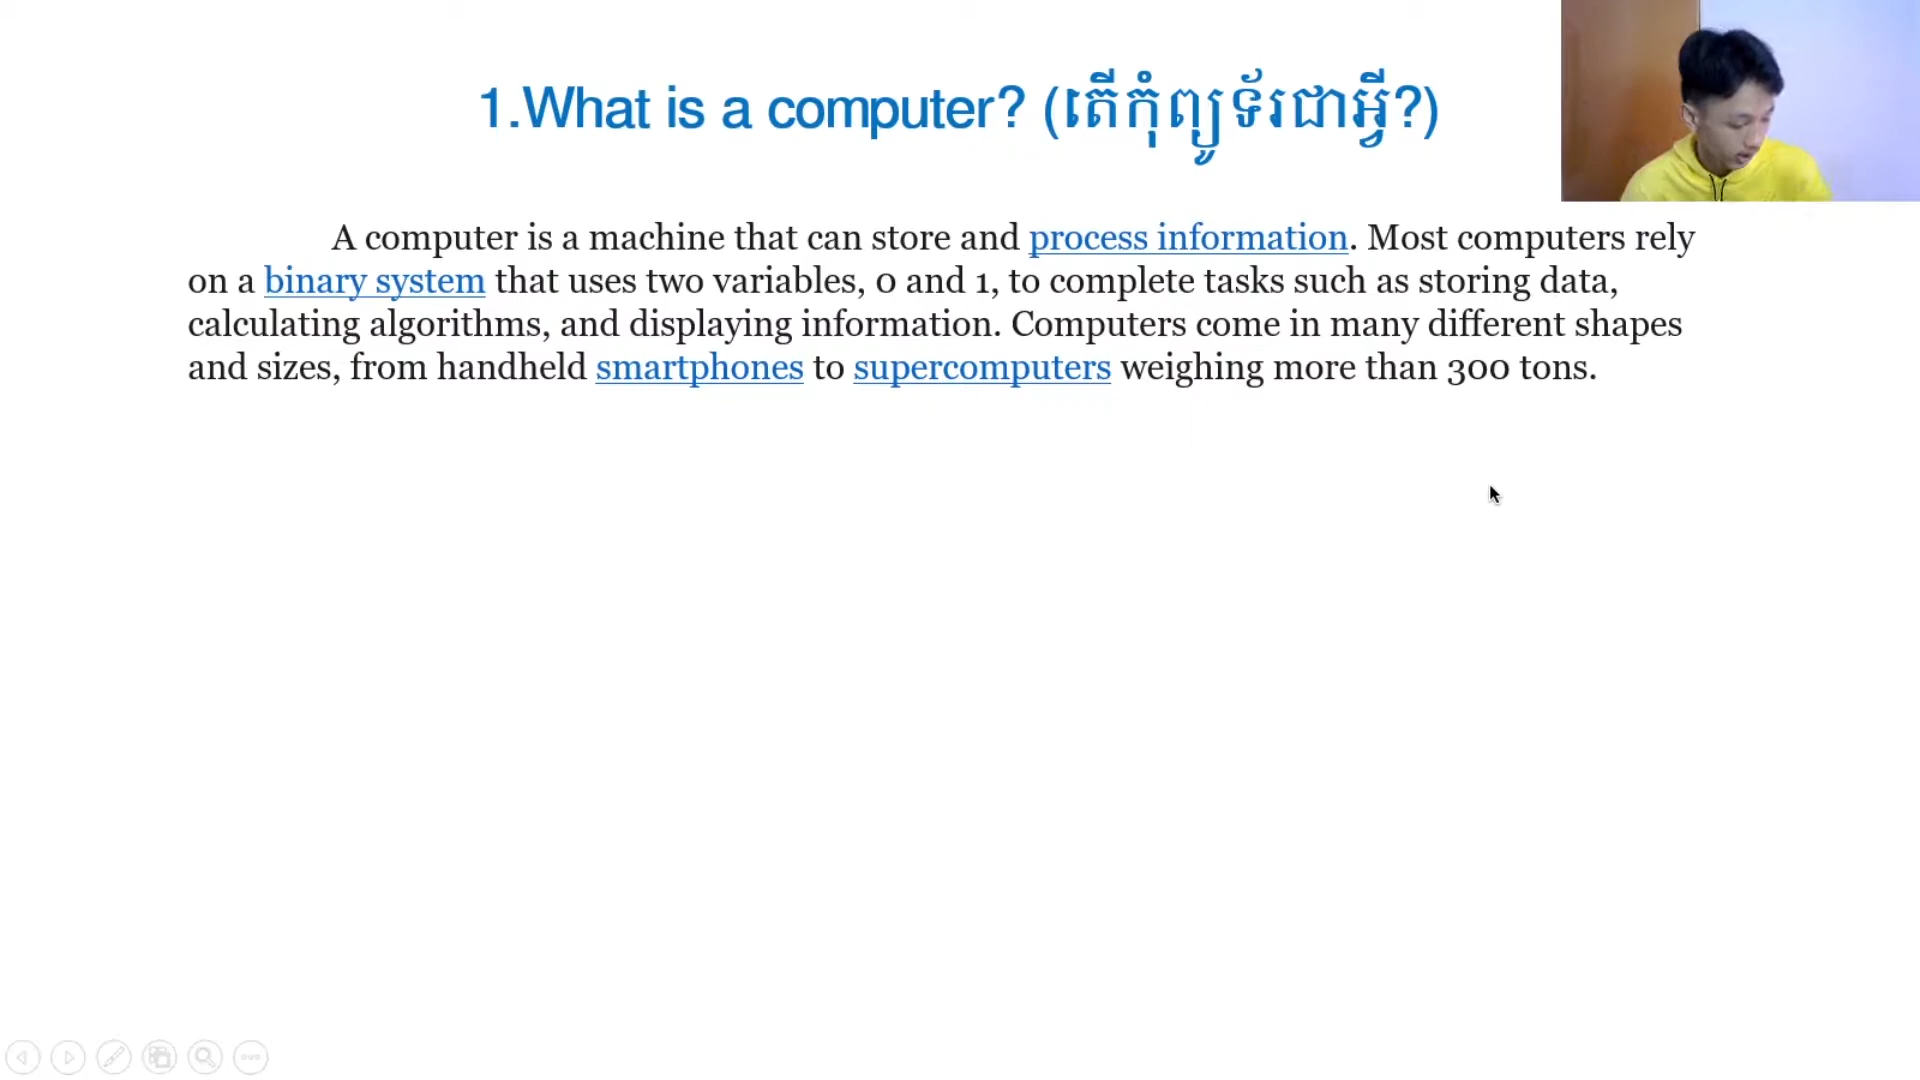 1.What is a computer? (តើកុំព្យូទ័រជាអ្វី?)
A computer is a machine that can store and process information. Most computers rely
on a binary system that uses two variables, 0 and 1, to complete tasks such as storing data,
calculating algorithms, and displaying information. Computers come in many different shapes
and sizes, from handheld smartphones to supercomputers weighing more than 300 tons.